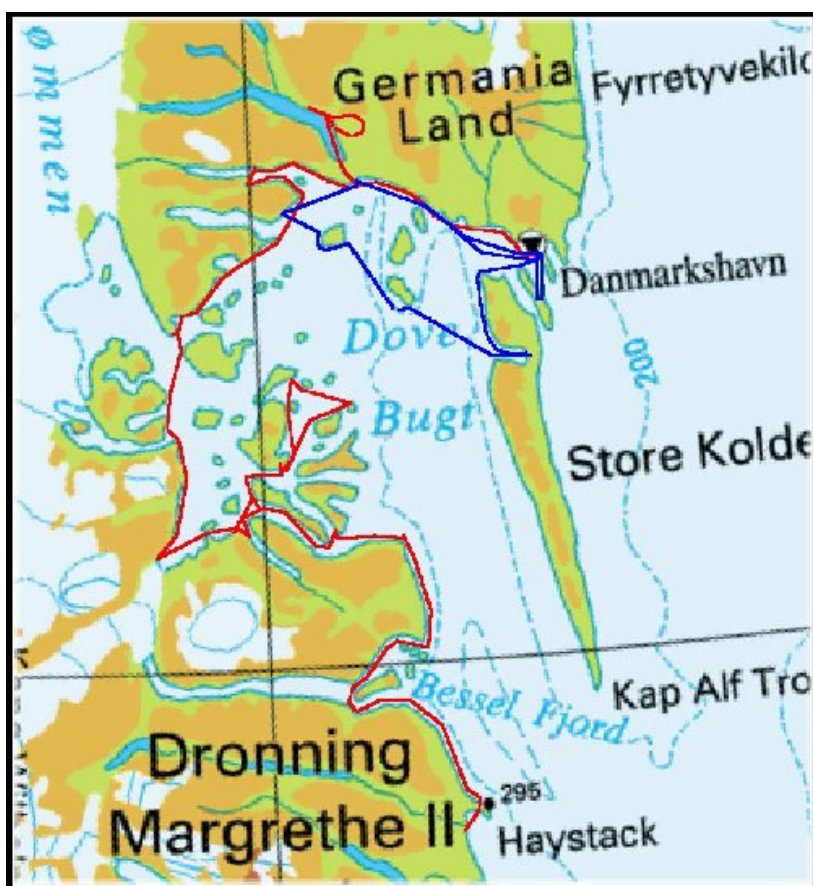 Germania
Land
Fyrretyvekilo
ømmen
Danmarkshavn
Dove
Bugt
200
Store Kolde
Kap Alf Tro
Bessel Fjord
Dronning
Margrethe II
295
Haystack